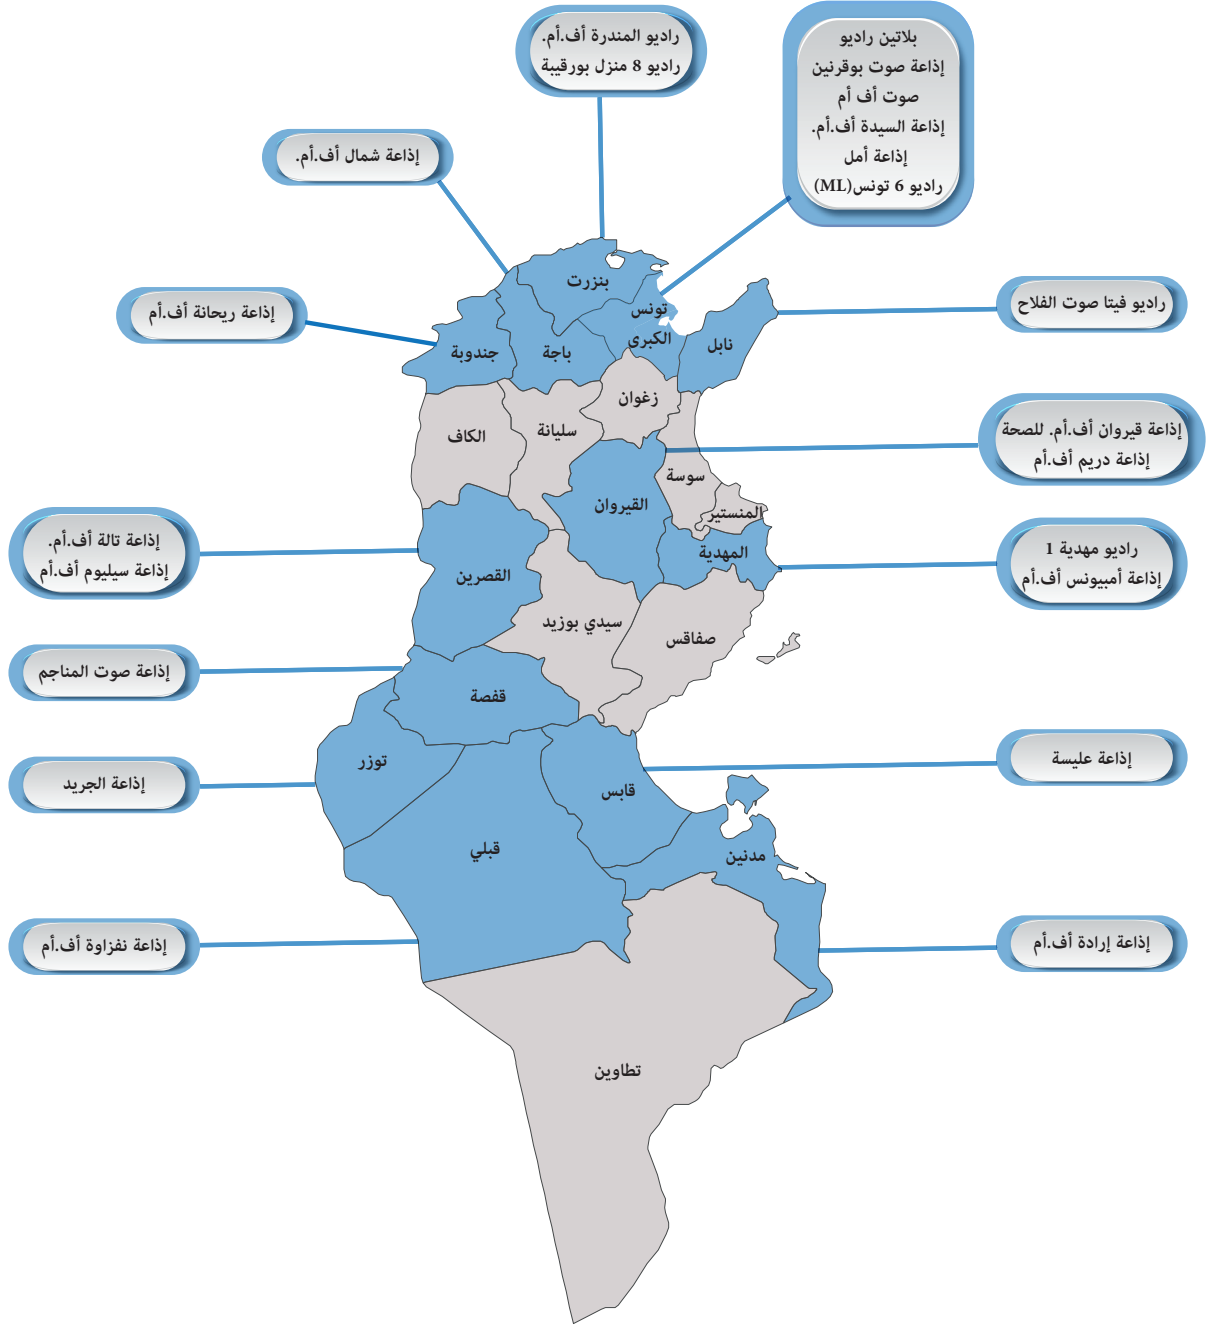 راديو المندرة أف.أم.
راديو 8 منزل بورقيبة
بلاتين راديو
إذاعة صوت بوقرنين
صوت أف أم
إذاعة السيدة أف.أم.
إذاعة أمل
راديو 6 تونس(ML)
إذاعة شمال أف.أم.
إذاعة ريحانة أف.أم
راديو فيتا صوت الفلاح
إذاعة قيروان أف.أم. للصحة
إذاعة دريم أف.أم
راديو مهدية 1
إذاعة أمبيونس أف.أم
إذاعة تالة أف.أم.
إذاعة سيليوم أف.أم
إذاعة صوت المناجم
إذاعة الجريد
إذاعة نفزاوة أف.أم
إذاعة عليسة
إذاعة إرادة أف.أم
بنزرت
تونس
الكبرى
نابل
باجة
جندوبة
زغوان
سليانة
الكاف
سوسة
القيروان
المنستير
المهدية
القصرين
سيدي بوزيد
صفاقس
قفصة
توزر
قابس
قبلي
مدنين
تطاوين